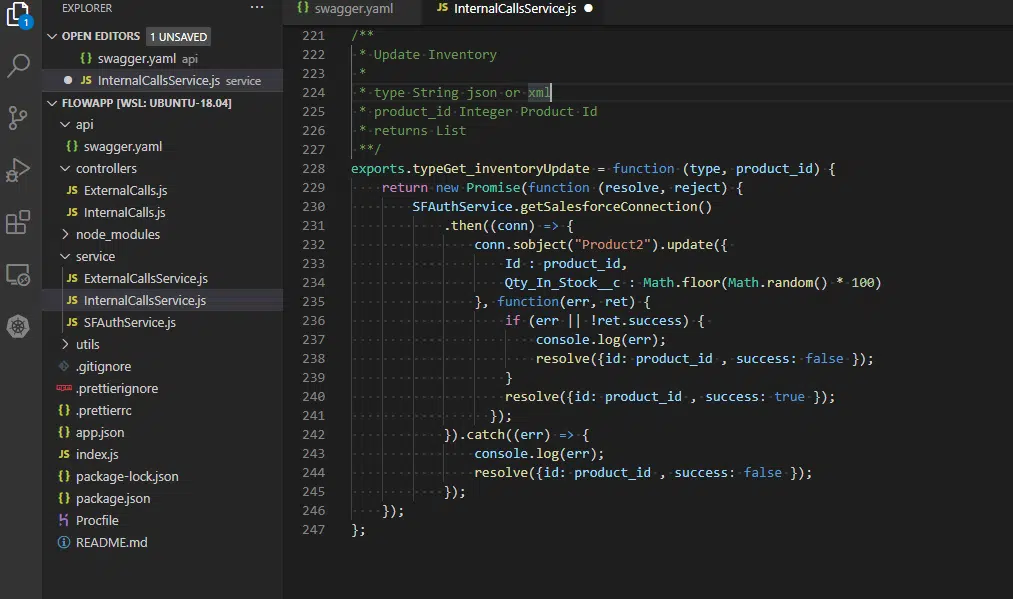 EXPLORER
···
OPEN EDITORS 1 UNSAVED
swagger.yaml api
JS InternalCallsService.js service
FLOWAPP [WSL: UBUNTU-18.04]
api
{} swagger.yaml
controllers
JS ExternalCalls.js
JS InternalCalls.js
node_modules
service
JS ExternalCallsService.js
JS InternalCallsService.js
JS SFAuthService.js
utils
.gitignore
.prettierignore
{} .prettierrc
{} app.json
JS index.js
{} package-lock.json
{} package.json
Procfile
README.md
1
{} swagger.yaml
JS InternalCallsService.js ●
221 /**
222 * Update Inventory
223 *
224 * type String json or xml
225 * product_id Integer Product Id
226 * returns List
227 **/
228 exports.typeGet_inventoryUpdate = function (type, product_id) {
229 return new Promise(function (resolve, reject) {
230 SFAuthService.getSalesforceConnection()
231 .then((conn) => {
232 conn.sobject("Product2").update({
233 Id : product_id,
234 Qty_In_Stock__c : Math.floor(Math.random() * 100)
235 }, function(err, ret) {
236 if (err || !ret.success) {
237 console.log(err);
238 resolve({id: product_id , success: false });
239 }
240 resolve({id: product_id , success: true });
241 });
242 }).catch((err) => {
243 console.log(err);
244 resolve({id: product_id , success: false });
245 });
246 });
247 };